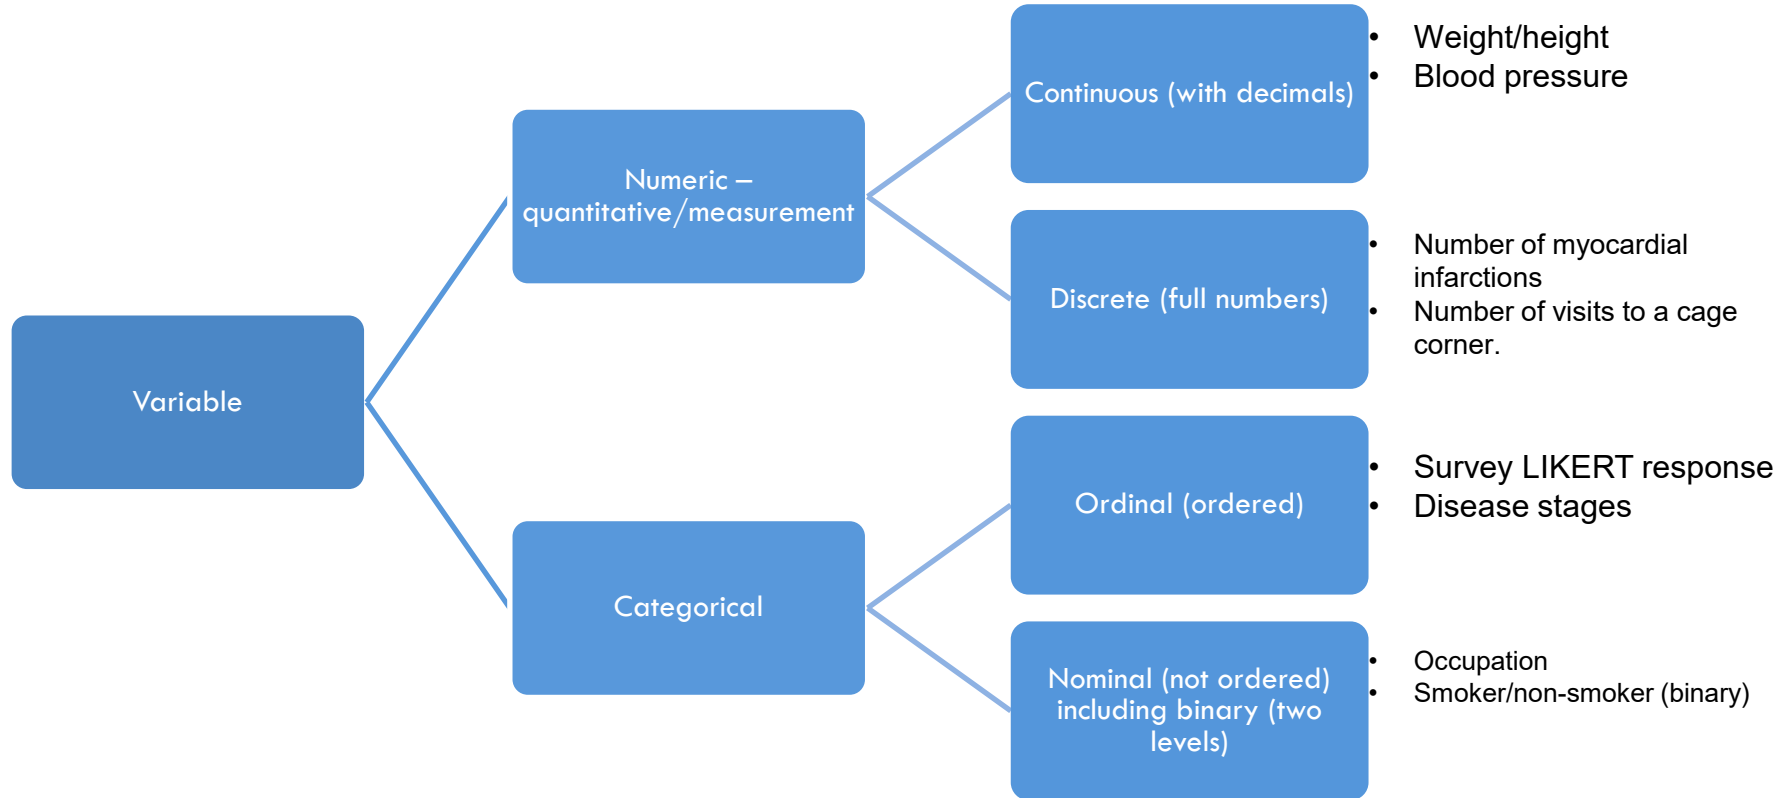 Variable
Numeric –
quantitative/measurement
Continuous (with decimals)
• Weight/height
• Blood pressure
Discrete (full numbers)
• Number of myocardial
infarctions
• Number of visits to a cage
corner.
Categorical
Ordinal (ordered)
• Survey LIKERT response
• Disease stages
Nominal (not ordered)
including binary (two
levels)
• Occupation
• Smoker/non-smoker (binary)